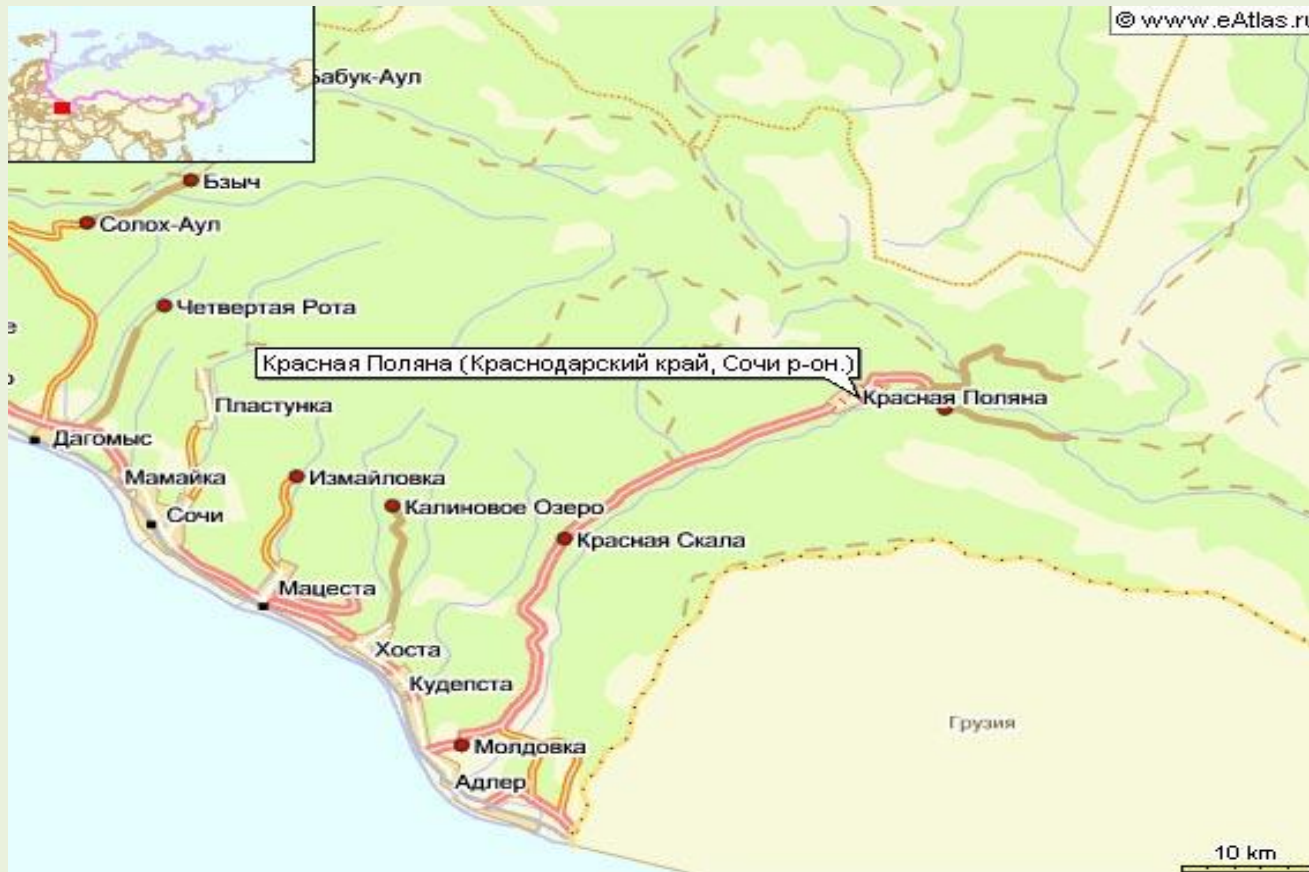 © www.eAtlas.ru
Бабук-Аул
Бзыч
Солох-Аул
Четвертая Рота
Красная Поляна (Краснодарский край, Сочи р-он.)
Красная Поляна
Пластунка
Дагомыс
Мамайка
Измайловка
Калиновое Озеро
Сочи
Красная Скала
Мацеста
Хоста
Кудепста
Грузия
Молдовка
Адлер
10 km